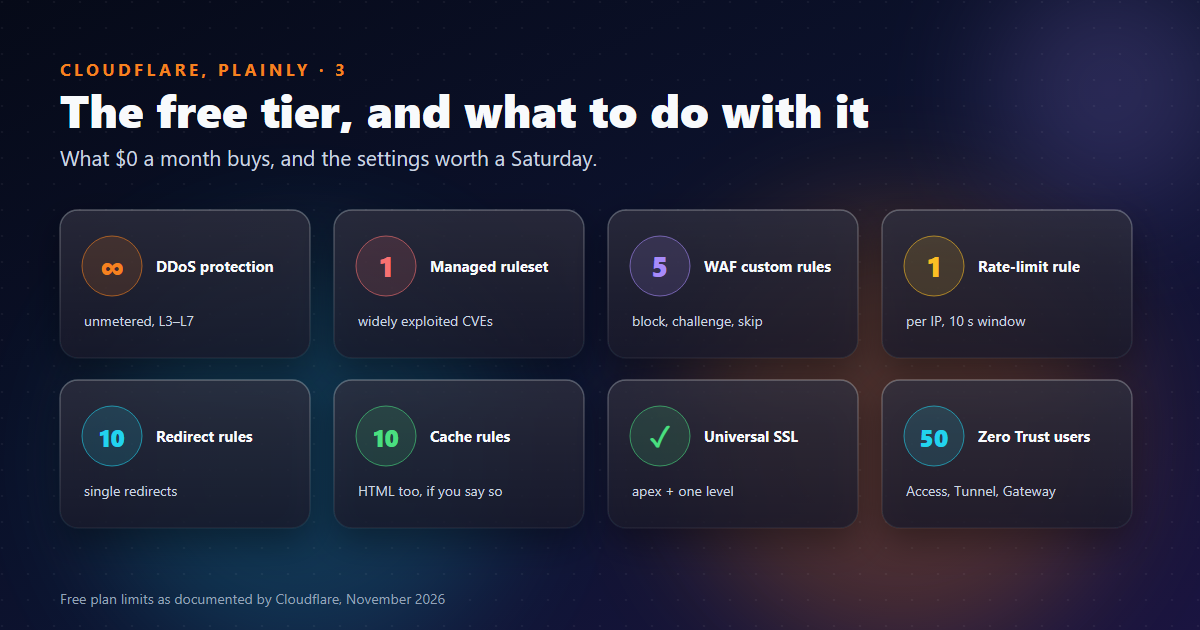 CLOUDFLARE, PLAINLY · 3
The free tier, and what to do with it
What $0 a month buys, and the settings worth a Saturday.
∞ DDoS protection
unmetered, L3–L7
1 Managed ruleset
widely exploited CVEs
5 WAF custom rules
block, challenge, skip
1 Rate-limit rule
per IP, 10 s window
10 Redirect rules
single redirects
10 Cache rules
HTML too, if you say so
✓ Universal SSL
apex + one level
50 Zero Trust users
Access, Tunnel, Gateway
Free plan limits as documented by Cloudflare, November 2026